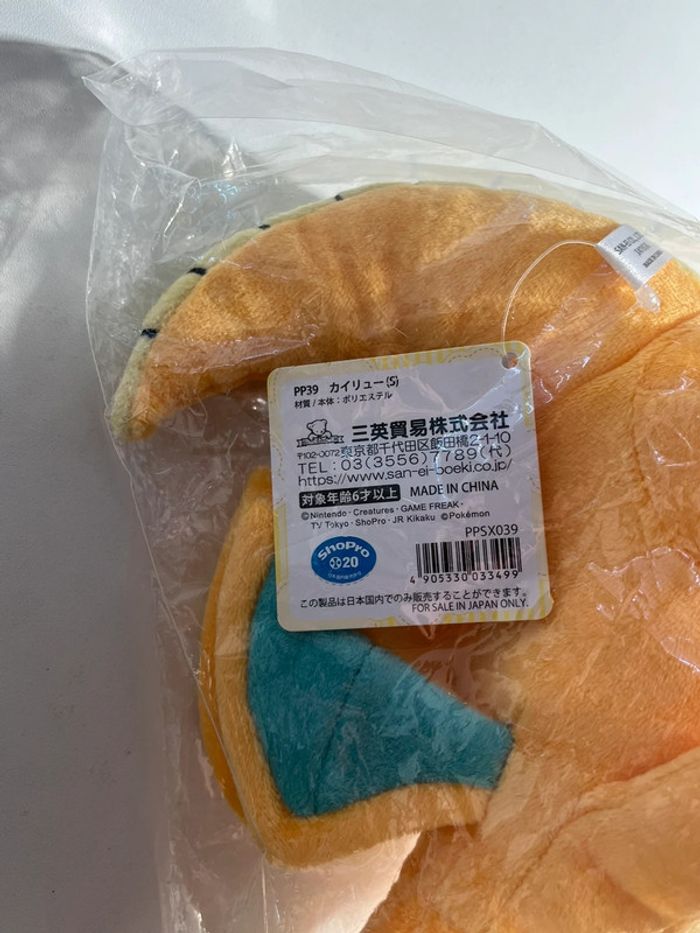 PP39 カイリュー(S)
材質/本体:ポリエステル
三英貿易株式会社
〒102-0072東京都千代田区飯田橋2-1-10
TEL:03(3556)7789(代)
https://www.san-ei-boeki.co.jp/
対象年齢6才以上 MADE IN CHINA
©Nintendo・Creatures・GAME FREAK・
TV Tokyo・ShoPro・JR Kikaku ©Pokémon
PPSX039
ShoPro
20
4 905330 033499
この製品は日本国内でのみ販売することができます。
FOR SALE IN JAPAN ONLY.